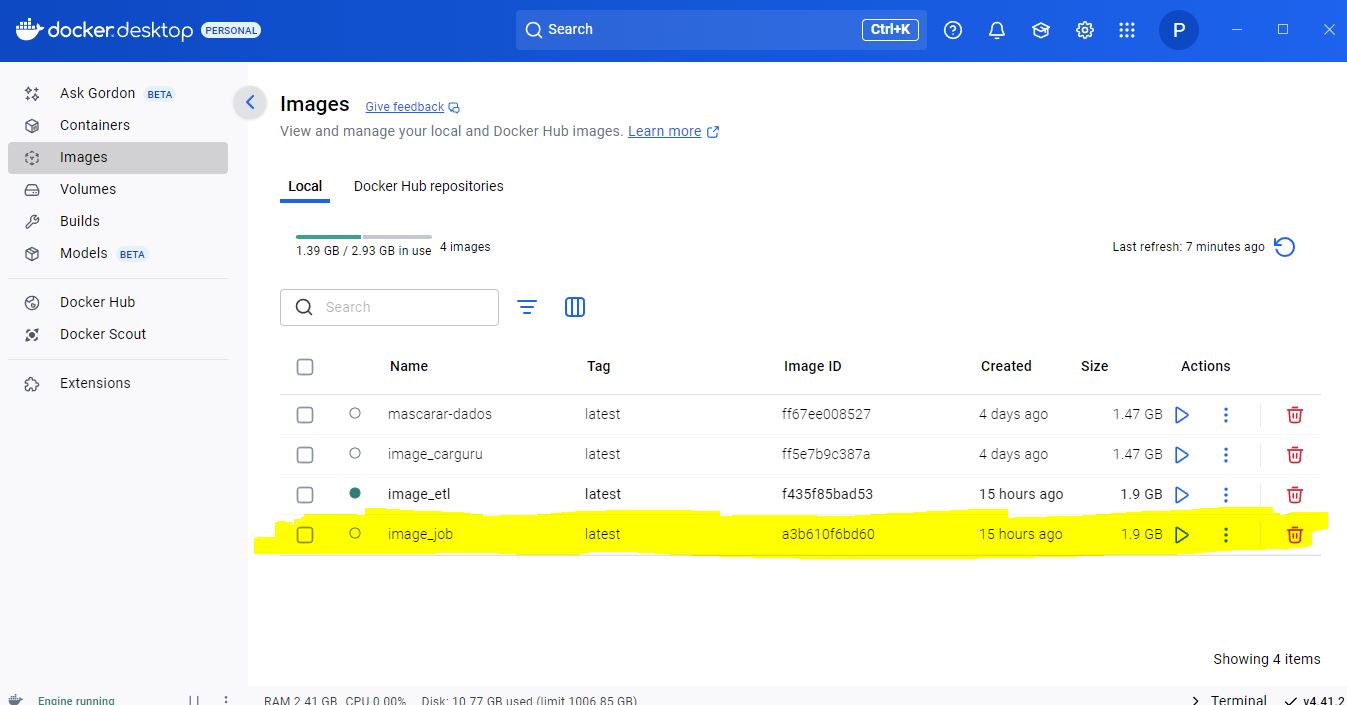 docker.desktop PERSONAL
Search
Ctrl+K
P
Ask Gordon BETA
Containers
Images
Volumes
Builds
Models BETA
Docker Hub
Docker Scout
Extensions
Images Give feedback
View and manage your local and Docker Hub images. Learn more
Local Docker Hub repositories
1.39 GB / 2.93 GB in use 4 images
Last refresh: 7 minutes ago
Search
Name Tag Image ID Created Size Actions
mascarar-dados latest ff67ee008527 4 days ago 1.47 GB
image_carguru latest ff5e7b9c387a 4 days ago 1.47 GB
image_etl latest f435f85bad53 15 hours ago 1.9 GB
image_job latest a3b610f6bd60 15 hours ago 1.9 GB
Showing 4 items
Engine running RAM 2.41 GB CPU 0.00% Disk: 10.77 GB used (limit 1006.85 GB) Terminal v4.41.2